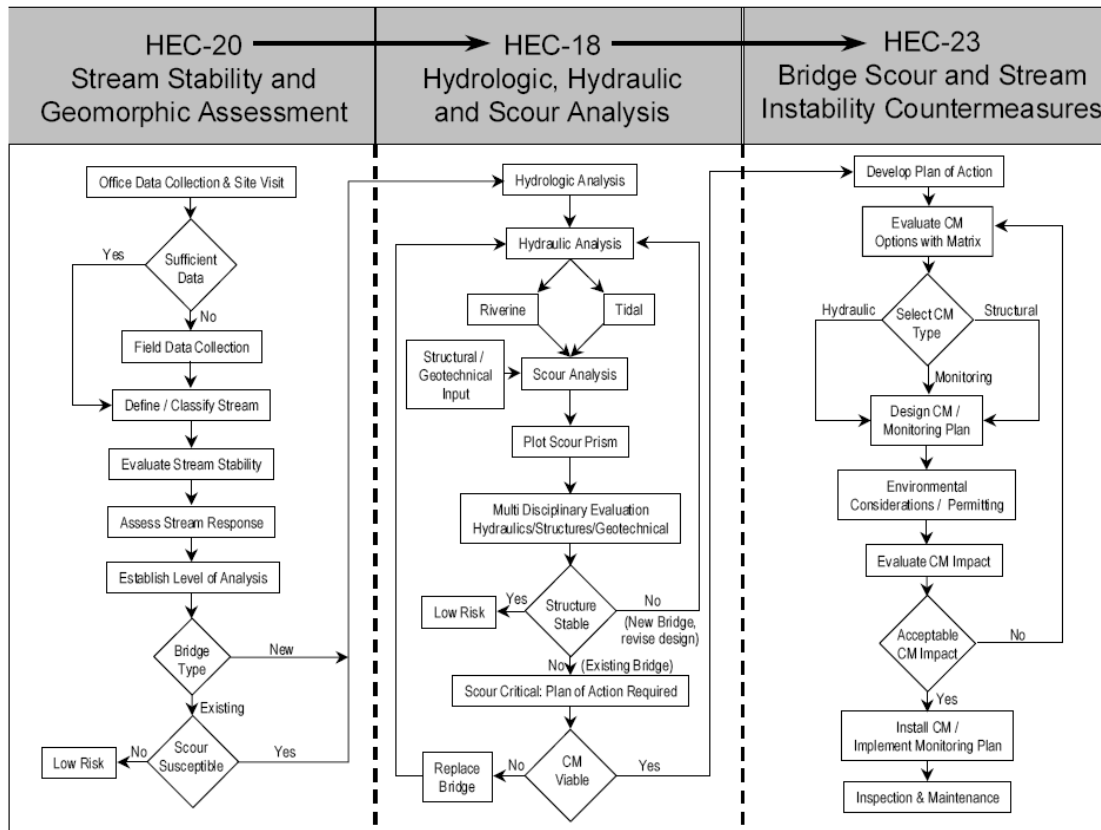 HEC-20
Stream Stability and
Geomorphic Assessment
HEC-18
Hydrologic, Hydraulic
and Scour Analysis
HEC-23
Bridge Scour and Stream
Instability Countermeasures
Office Data Collection & Site Visit
Yes
Sufficient
Data
No
Field Data Collection
Define / Classify Stream
Evaluate Stream Stability
Assess Stream Response
Establish Level of Analysis
Bridge
Type
New
Existing
Scour
Susceptible
No
Yes
Low Risk
Hydrologic Analysis
Hydraulic Analysis
Riverine
Tidal
Structural /
Geotechnical
Input
Scour Analysis
Plot Scour Prism
Multi Disciplinary Evaluation
Hydraulics/Structures/Geotechnical
Structure
Stable
Yes
Low Risk
No
(New Bridge,
revise design)
No (Existing Bridge)
Scour Critical: Plan of Action Required
CM
Viable
No
Yes
Replace
Bridge
Develop Plan of Action
Evaluate CM
Options with Matrix
Hydraulic
Select CM
Type
Structural
Monitoring
Design CM /
Monitoring Plan
Environmental
Considerations / Permitting
Evaluate CM Impact
Acceptable
CM Impact
No
Yes
Install CM /
Implement Monitoring Plan
Inspection & Maintenance